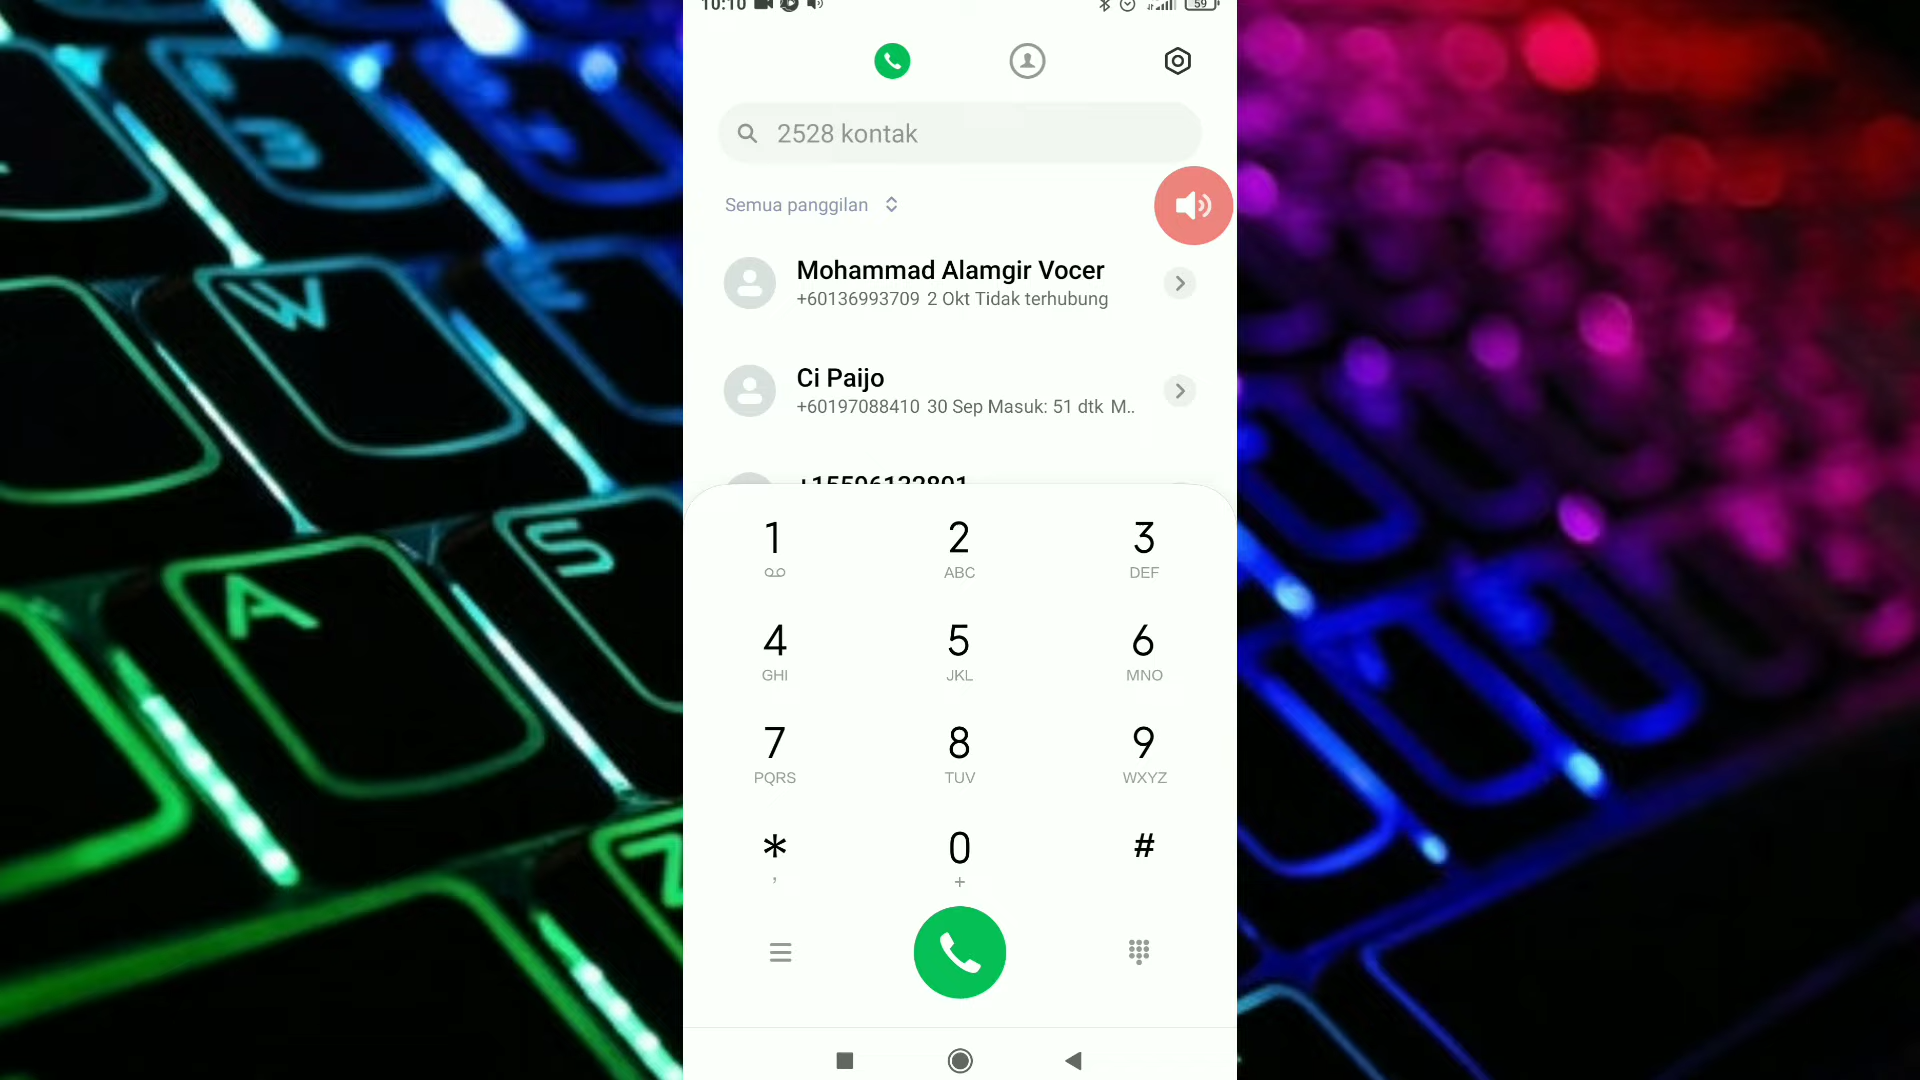 10:10
59
2528 kontak
Semua panggilan
Mohammad Alamgir Vocer
+60136993709 2 Okt Tidak terhubung
Ci Paijo
+60197088410 30 Sep Masuk: 51 dtk M..
+15596132801
1 2 3
ABC DEF
4 5 6
GHI JKL MNO
7 8 9
PQRS TUV WXYZ
* 0 #
, +
W
A
S
Z